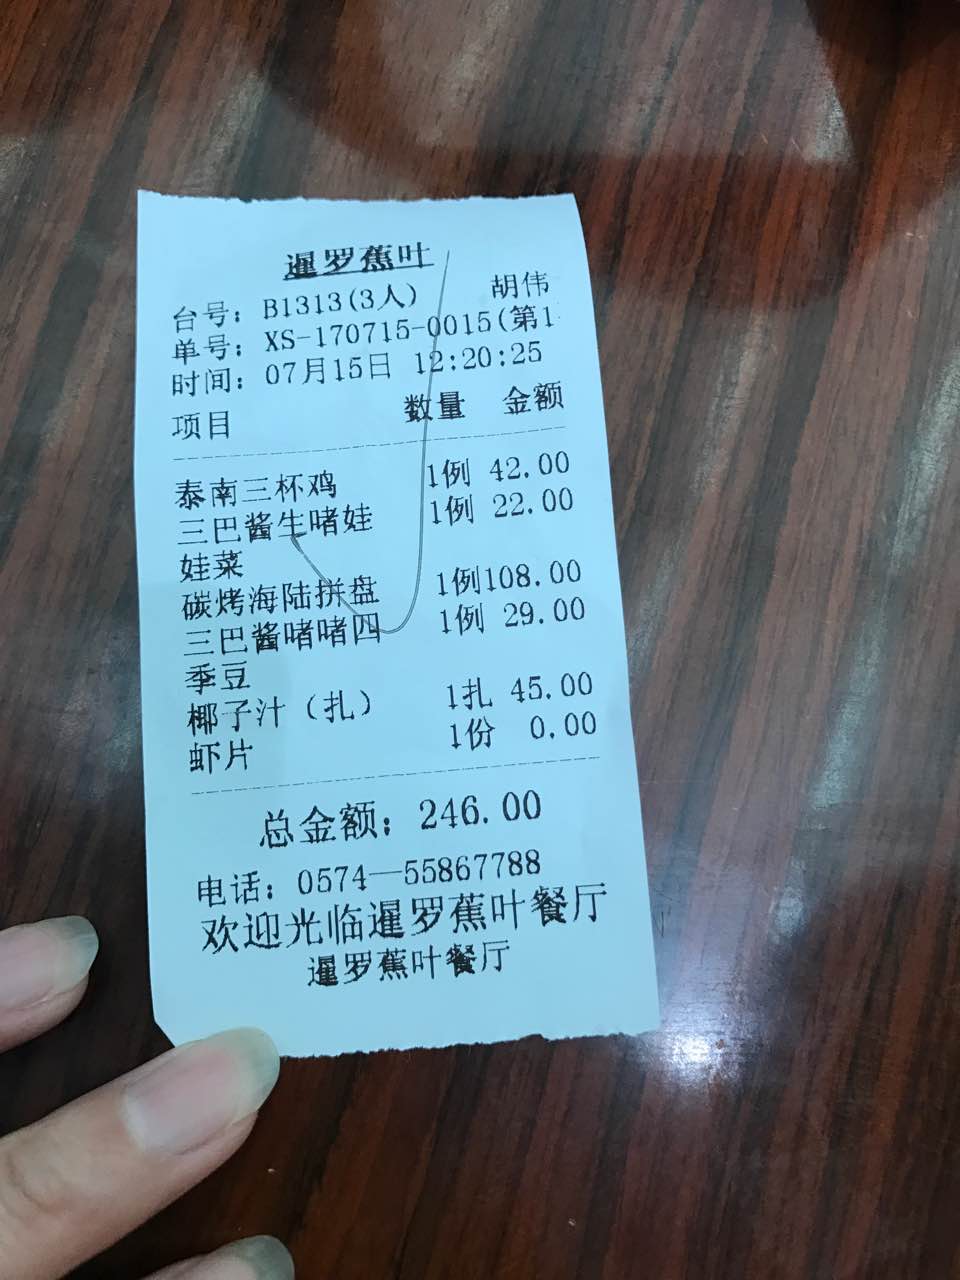 暹罗蕉叶
台号：B1313(3人) 胡伟
单号：XS-170715-0015(第1
时间：07月15日 12:20:25
项目 数量 金额
泰南三杯鸡 1例 42.00
三巴酱生啫娃 1例 22.00
娃菜
碳烤海陆拼盘 1例108.00
三巴酱啫啫四 1例 29.00
季豆
椰子汁（扎） 1扎 45.00
虾片 1份 0.00
总金额：246.00
电话：0574—55867788
欢迎光临暹罗蕉叶餐厅
暹罗蕉叶餐厅